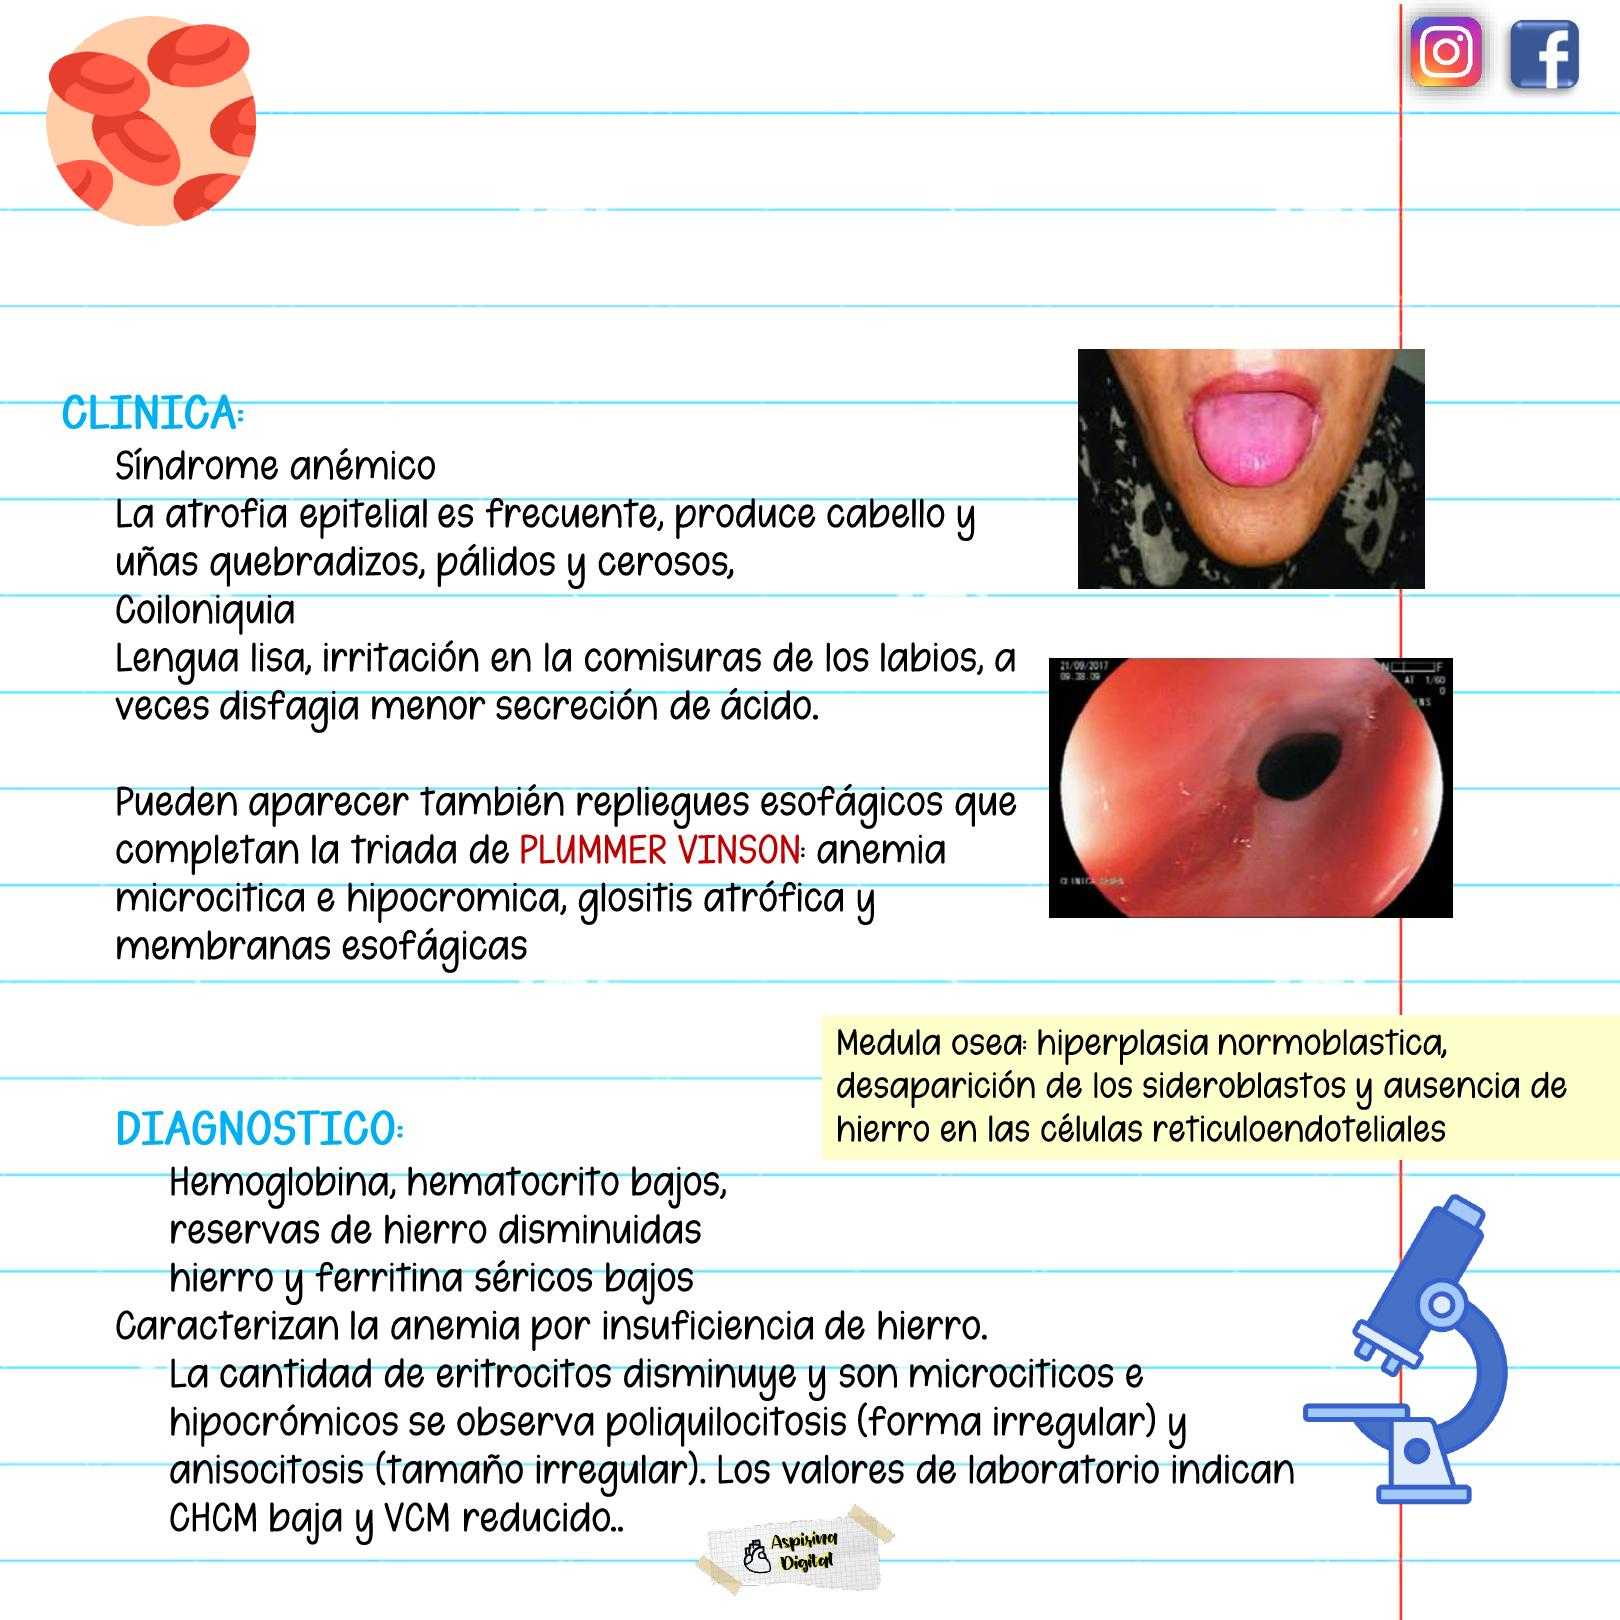 CLINICA:
Síndrome anémico
La atrofia epitelial es frecuente, produce cabello y
uñas quebradizos, pálidos y cerosos,
Coiloniquia
Lengua lisa, irritación en la comisuras de los labios, a
veces disfagia menor secreción de ácido.
Pueden aparecer también repliegues esofágicos que
completan la triada de PLUMMER VINSON: anemia
microcitica e hipocromica, glositis atrófica y
membranas esofágicas
21/09/2017
09.38.09
N F
AT 1/60
0
Medula osea: hiperplasia normoblastica,
desaparición de los sideroblastos y ausencia de
hierro en las células reticuloendoteliales
DIAGNOSTICO:
Hemoglobina, hematocrito bajos,
reservas de hierro disminuidas
hierro y ferritina séricos bajos
Caracterizan la anemia por insuficiencia de hierro.
La cantidad de eritrocitos disminuye y son microciticos e
hipocrómicos se observa poliquilocitosis (forma irregular) y
anisocitosis (tamaño irregular). Los valores de laboratorio indican
CHCM baja y VCM reducido..
Aspirina
Digital